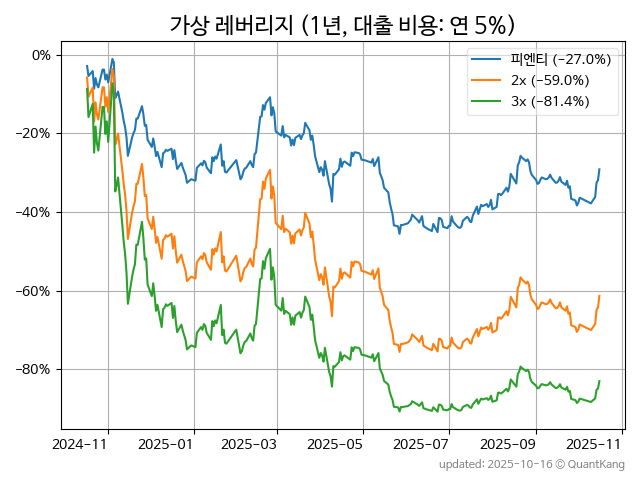 가상 레버리지 (1년, 대출 비용: 연 5%)
피엔티 (-27.0%)
2x (-59.0%)
3x (-81.4%)
0%
-20%
-40%
-60%
-80%
2024-11 2025-01 2025-03 2025-05 2025-07 2025-09 2025-11
updated: 2025-10-16 © QuantKang